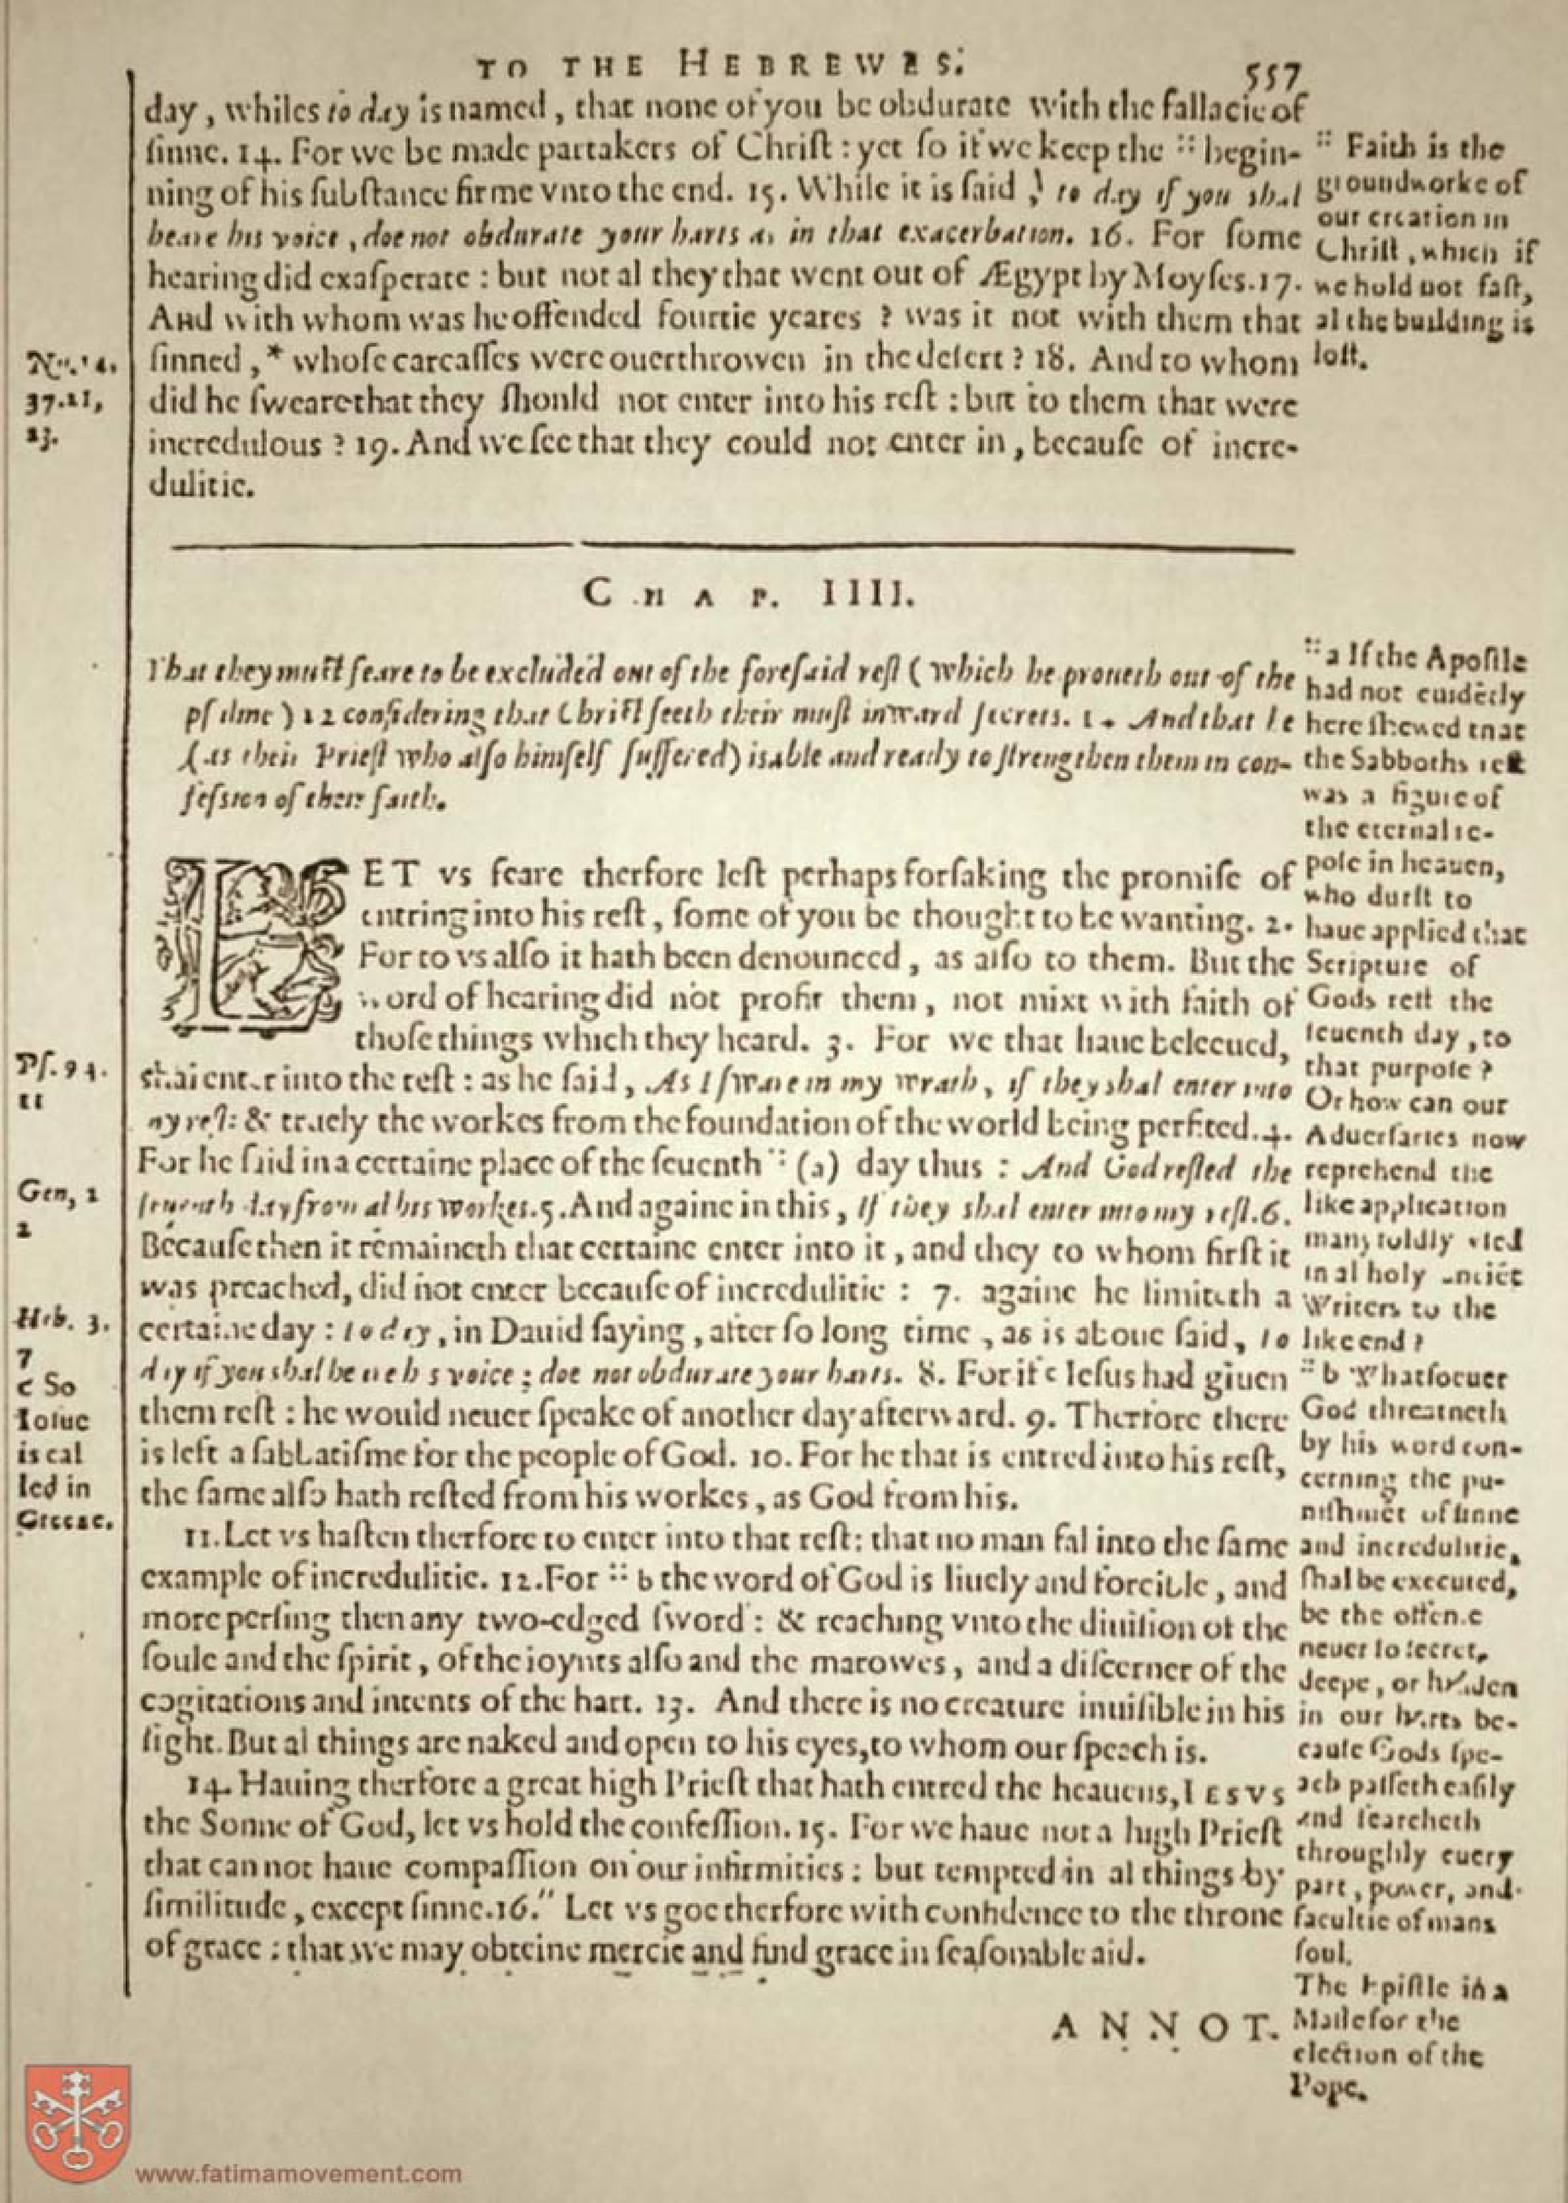 TO THE HEBREWES.
557
day, whiles to day is named, that none of you be obdurate with the fallacie of
ſinne. 14. For we be made partakers of Chriſt: yet ſo if we keep the :: begin-
ning of his ſubſtance firme vnto the end. 15. While it is ſaid, to day if you shal
heare his voice, doe not obdurate your harts as in that exacerbation. 16. For ſome
hearing did exaſperate: but not al they that went out of Ægypt by Moyſes. 17.
And with whom was he offended fourtie yeares? was it not with them that
ſinned, * whoſe carcaſſes were ouerthrowen in the deſert? 18. And to whom
did he ſweare that they ſhould not enter into his reſt: but to them that were
incredulous? 19. And we ſee that they could not enter in, becauſe of incre-
dulitie.
:: Faith is the
groundworke of
our creation in
Chriſt, which if
we hold not faſt,
al the building is
loſt.
37.
CHAP. IIII.
That they muſt feare to be excluded out of the foreſaid reſt (which he proueth out of the
pſalme) 12 conſidering that Chriſt ſeeth their moſt inward ſecrets. 14 And that he
(as their Prieſt who alſo himſelf ſuffered) is able and ready to ſtrengthen them in con-
feſsion of their faith.
LET vs feare therfore leſt perhaps forſaking the promiſe of
entring into his reſt, ſome of you be thought to be wanting. 2.
For to vs alſo it hath been denounced, as alſo to them. But the
word of hearing did not profit them, not mixt with faith of
thoſe things which they heard. 3. For we that haue beleeued,
shal enter into the reſt: as he ſaid, As I ſware in my wrath, if they shal enter into
my reſt: & truely the workes from the foundation of the world being perfited. 4.
For he ſaid in a certaine place of the ſeuenth :: (a) day thus: And God reſted the
ſeuenth day from al his workes. 5. And againe in this, If they shal enter into my reſt. 6.
Becauſe then it remaineth that certaine enter into it, and they to whom firſt it
was preached, did not enter becauſe of incredulitie: 7. againe he limiteth a
certaine day: to day, in Dauid ſaying, after ſo long time, as is aboue ſaid, to
day if you shal heare his voice: doe not obdurate your harts. 8. For if c Ieſus had giuen
them reſt: he would neuer ſpeake of another day afterward. 9. Therfore there
is left a ſabbatiſme for the people of God. 10. For he that is entred into his reſt,
the ſame alſo hath reſted from his workes, as God from his.
11. Let vs haſten therfore to enter into that reſt: that no man fal into the ſame
example of incredulitie. 12. For :: b the word of God is liuely and forcible, and
more perſing then any two-edged ſword: & reaching vnto the diuiſion of the
ſoule and the ſpirit, of the ioynts alſo and the marowes, and a diſcerner of the
cogitations and intents of the hart. 13. And there is no creature inuiſible in his
ſight. But al things are naked and open to his eyes, to whom our ſpeech is.
14. Hauing therfore a great high Prieſt that hath entred the heauens, IESVS
the Sonne of God, let vs hold the confeſſion. 15. For we haue not a high Prieſt
that can not haue compaſſion on our infirmities: but tempted in al things by
ſimilitude, except ſinne. 16. " Let vs goe therfore with confidence to the throne
of grace: that we may obteine mercie and find grace in ſeaſonable aid.
Pſ. 94.
11
Gen, 2
2
Heb. 3.
7
c So
Ioſue
is cal
led in
Greeke.
:: a If the Apoſtle
had not euidẽtly
here ſhewed that
the Sabboths reſt
was a figure of
the eternal re-
poſe in heauen,
who durſt to
haue applied that
Scripture of
Gods reſt the
ſeuenth day, to
that purpoſe?
Or how can our
Aduerſaries now
reprehend the
like application
manifoldly vſed
in al holy anciẽt
Writers to the
like end?
:: b Whatſoeuer
God threatneth
by his word con-
cerning the pu-
niſhmẽt of ſinne
and incredulitie,
ſhal be executed,
be the offence
neuer ſo ſecret,
deepe, or hidden
in our harts be-
cauſe Gods ſpe-
ach paſſeth eaſily
and ſearcheth
throughly euery
part, power, and
facultie of mans
ſoul.
The Epiſtle in a
Maſſe for the
election of the
Pope.
ANNOT.
www.fatimamovement.com